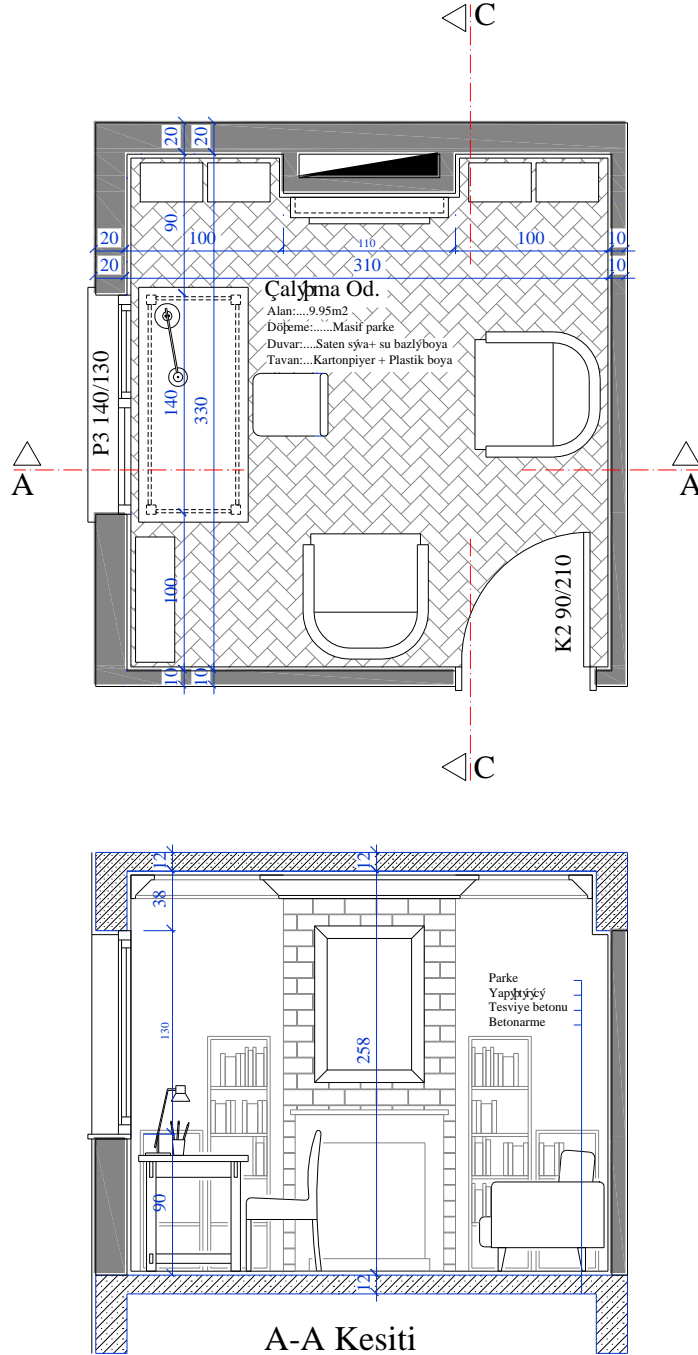 C
20 20
90
20 100 110 100 10
20 310 10
Çalýþma Od.
Alan:....9.95m2
Döþeme:......Masif parke
Duvar:....Saten sýva+ su bazlýboya
Tavan:...Kartonpiyer + Plastik boya
P3 140/130
140 330
A A
100
K2 90/210
10 10
C
12 12
38
Parke
Yapýþtýrýcý
Tesviye betonu
Betonarme
130
258
90
12
A-A Kesiti